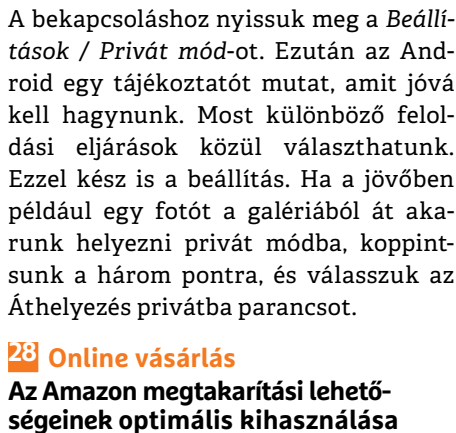 A bekapcsoláshoz nyissuk meg a Beállí-
tások / Privát mód-ot. Ezután az And-
roid egy tájékoztatót mutat, amit jóvá
kell hagynunk. Most különböző felol-
dási eljárások közül választhatunk.
Ezzel kész is a beállítás. Ha a jövőben
például egy fotót a galériából át aka-
runk helyezni privát módba, koppint-
sunk a három pontra, és válasszuk az
Áthelyezés privátba parancsot.
28 Online vásárlás
Az Amazon megtakarítási lehető-
ségeinek optimális kihasználása